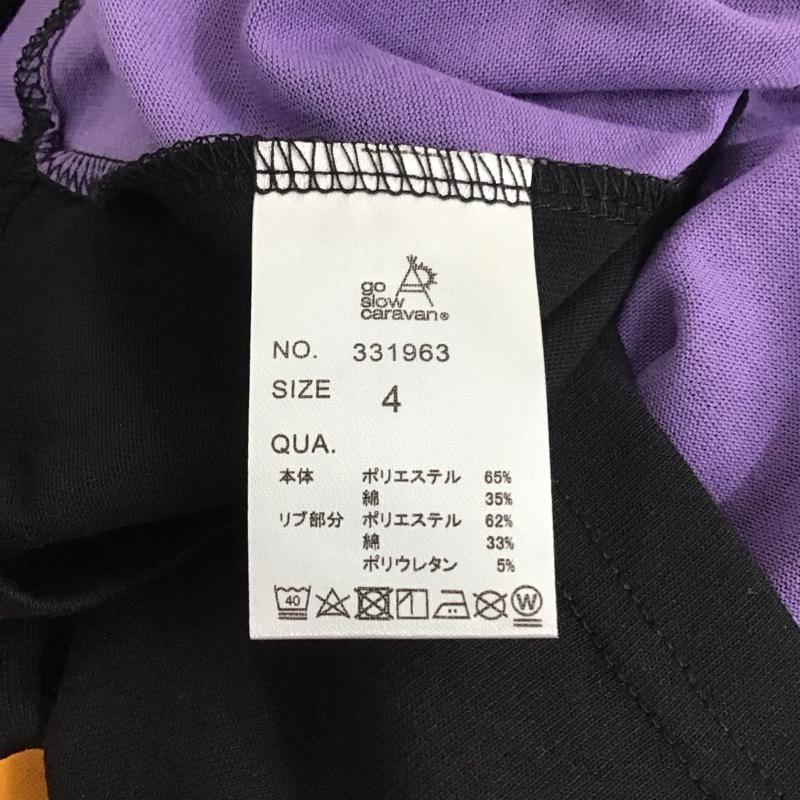 go
slow
caravan®
NO. 331963
SIZE 4
QUA.
本体 ポリエステル 65%
綿 35%
リブ部分 ポリエステル 62%
綿 33%
ポリウレタン 5%
40
W